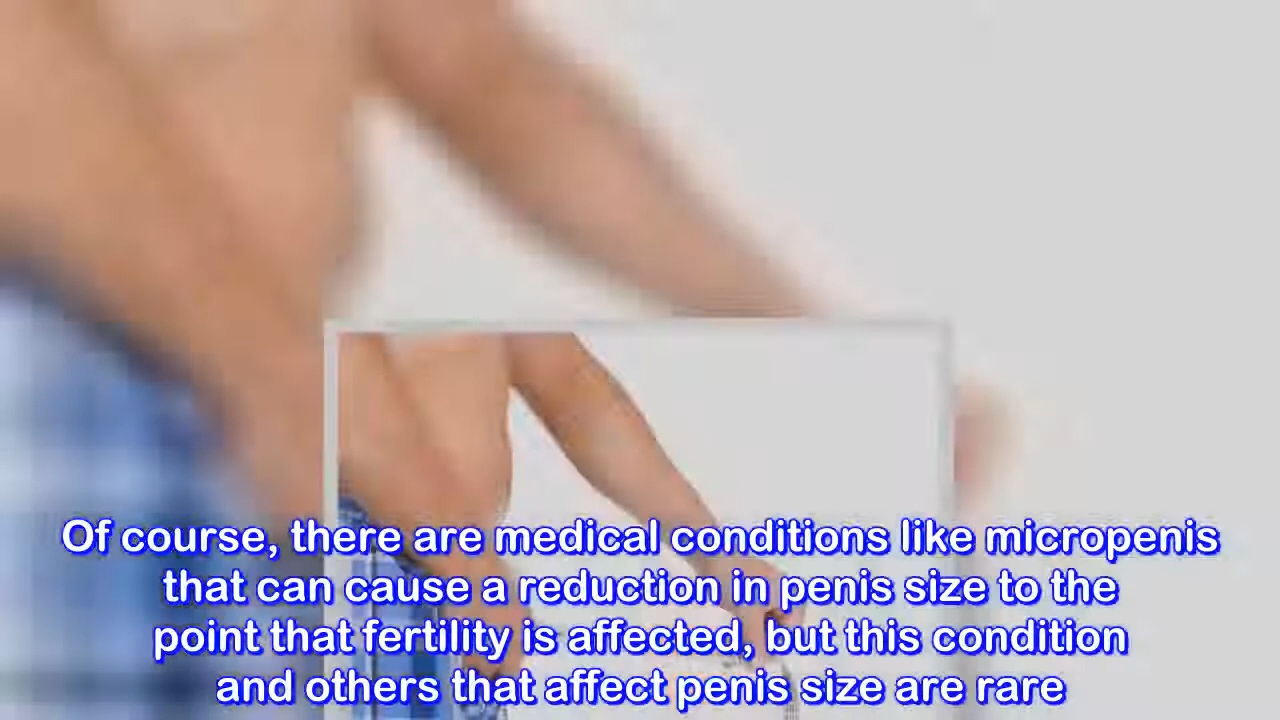 Of course, there are medical conditions like micropenis
that can cause a reduction in penis size to the
point that fertility is affected, but this condition
and others that affect penis size are rare